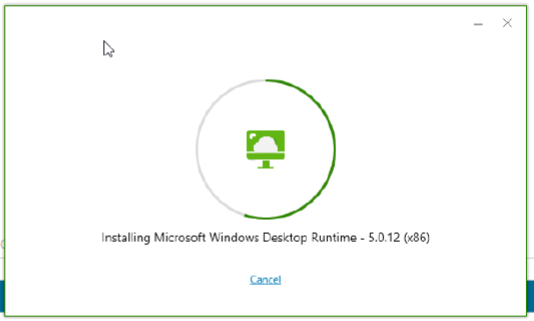 Installing Microsoft Windows Desktop Runtime - 5.0.12 (x86)
Cancel